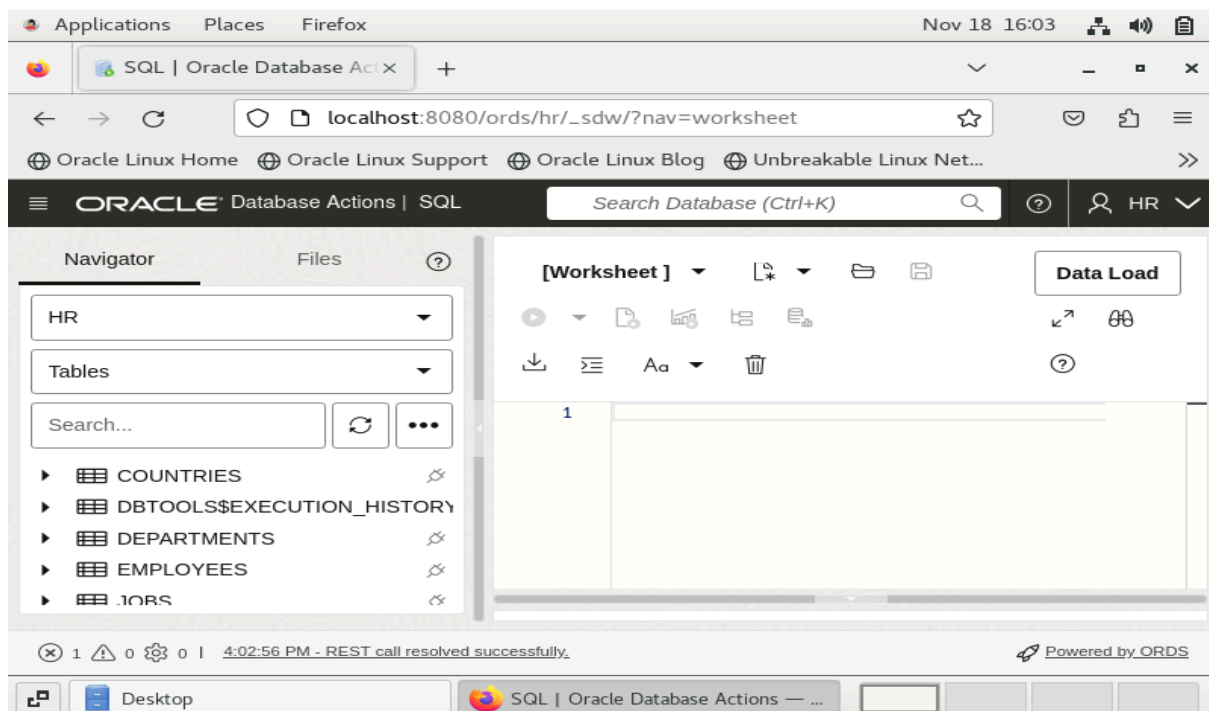 Applications Places Firefox Nov 18 16:03
SQL | Oracle Database Act
localhost:8080/ords/hr/_sdw/?nav=worksheet
Oracle Linux Home Oracle Linux Support Oracle Linux Blog Unbreakable Linux Net...
ORACLE Database Actions | SQL Search Database (Ctrl+K) HR
Navigator Files
[Worksheet ] Data Load
HR
Tables
Aa
Search...
1
COUNTRIES
DBTOOLS$EXECUTION_HISTORY
DEPARTMENTS
EMPLOYEES
JOBS
1 0 0 | 4:02:56 PM - REST call resolved successfully. Powered by ORDS
Desktop SQL | Oracle Database Actions — ...